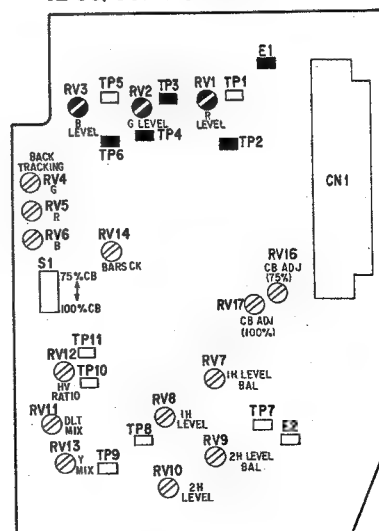 E1
RV3 TP5 RV2 TP3 RV1 TP1
B LEVEL G LEVEL R LEVEL
TP6 TP4 TP2
BACK TRACKING
RV4 G
RV5 R
RV6 B
RV14
BARS CK
CN1
S1
75%CB
100%CB
RV16
CB ADJ
(75%)
RV17
CB ADJ
(100%)
TP11
RV12
TP10
HV
RATIO
RV7
1H LEVEL
BAL
RV11
DLT
MIX
RV8
1H
LEVEL
TP7
E2
TP8
RV13
Y
MIX
TP9
RV9
2H LEVEL
BAL
RV10
2H
LEVEL